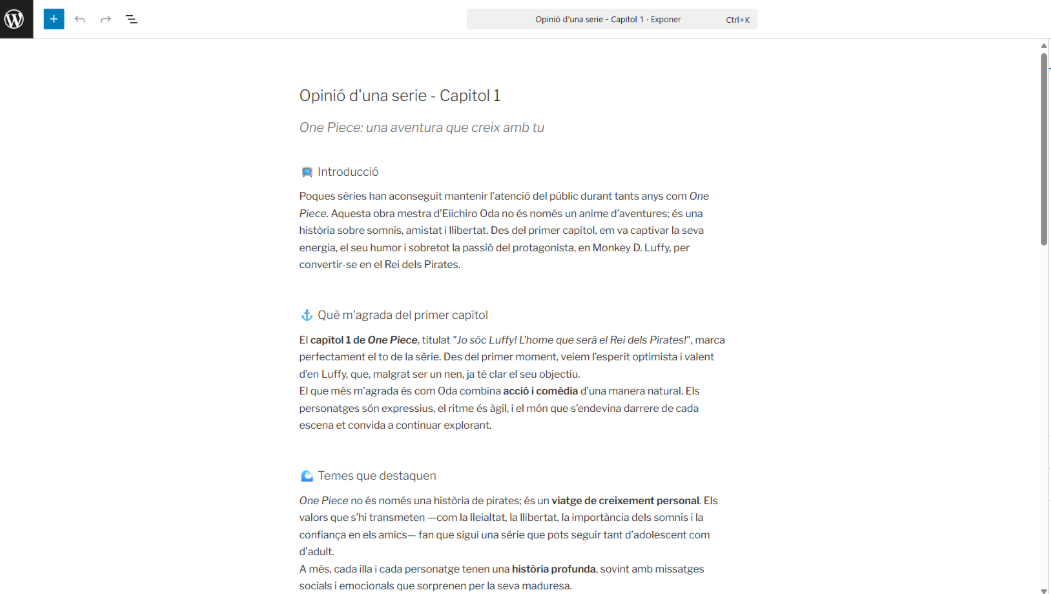 Opinió d'una serie - Capitol 1 · Exponer
Ctrl+K
Opinió d'una serie - Capitol 1
One Piece: una aventura que creix amb tu
Introducció
Poques sèries han aconseguit mantenir l’atenció del públic durant tants anys com One
Piece. Aquesta obra mestra d’Eiichiro Oda no és només un anime d’aventures; és una
història sobre somnis, amistat i llibertat. Des del primer capítol, em va captivar la seva
energia, el seu humor i sobretot la passió del protagonista, en Monkey D. Luffy, per
convertir-se en el Rei dels Pirates.
Què m’agrada del primer capítol
El capítol 1 de One Piece, titulat "Jo sóc Luffy! L’home que serà el Rei dels Pirates!", marca
perfectament el to de la sèrie. Des del primer moment, veiem l’esperit optimista i valent
d’en Luffy, que, malgrat ser un nen, ja té clar el seu objectiu.
El que més m’agrada és com Oda combina acció i comèdia d’una manera natural. Els
personatges són expressius, el ritme és àgil, i el món que s’endevina darrere de cada
escena et convida a continuar explorant.
Temes que destaquen
One Piece no és només una història de pirates; és un viatge de creixement personal. Els
valors que s’hi transmeten —com la lleialtat, la llibertat, la importància dels somnis i la
confiança en els amics— fan que sigui una sèrie que pots seguir tant d’adolescent com
d’adult.
A més, cada illa i cada personatge tenen una història profunda, sovint amb missatges
socials i emocionals que sorprenen per la seva maduresa.